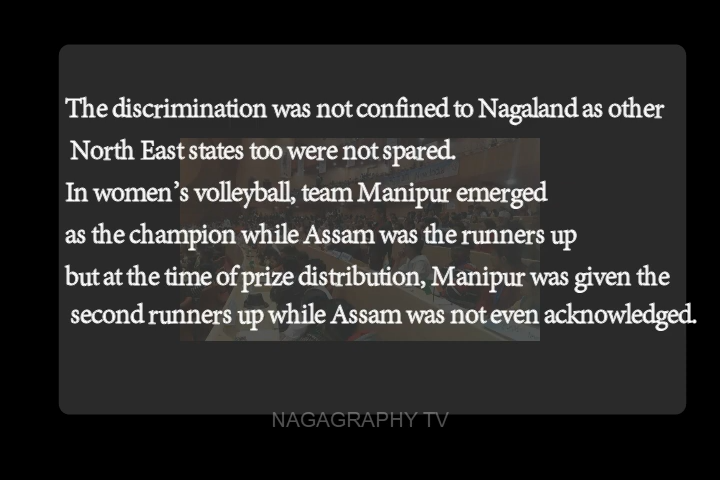 The discrimination was not confined to Nagaland as other
North East states too were not spared.
In women's volleyball, team Manipur emerged
as the champion while Assam was the runners up
but at the time of prize distribution, Manipur was given the
second runners up while Assam was not even acknowledged.
NAGAGRAPHY TV